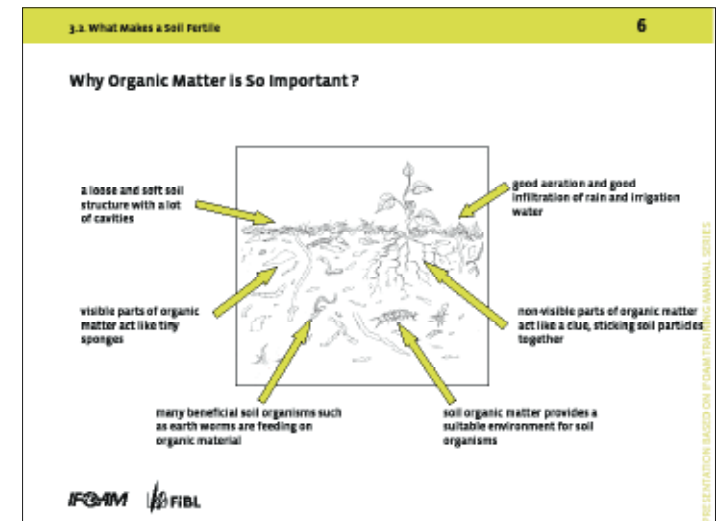 3.2. What Makes a Soil Fertile
6
Why Organic Matter is So Important?
a loose and soft soil
structure with a lot
of cavities
good aeration and good
infiltration of rain and irrigation
water
visible parts of organic
matter act like tiny
sponges
non-visible parts of organic matter
act like a clue, sticking soil particles
together
many beneficial soil organisms such
as earth worms are feeding on
organic material
soil organic matter provides a
suitable environment for soil
organisms
IFOAM
FiBL
PRESENTATION BASED ON IFOAM TRAINING MANUAL SERIES